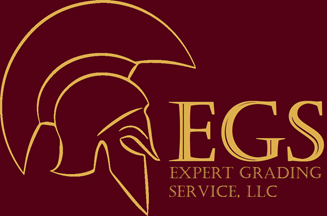 EGS
EXPERT GRADING
SERVICE, LLC